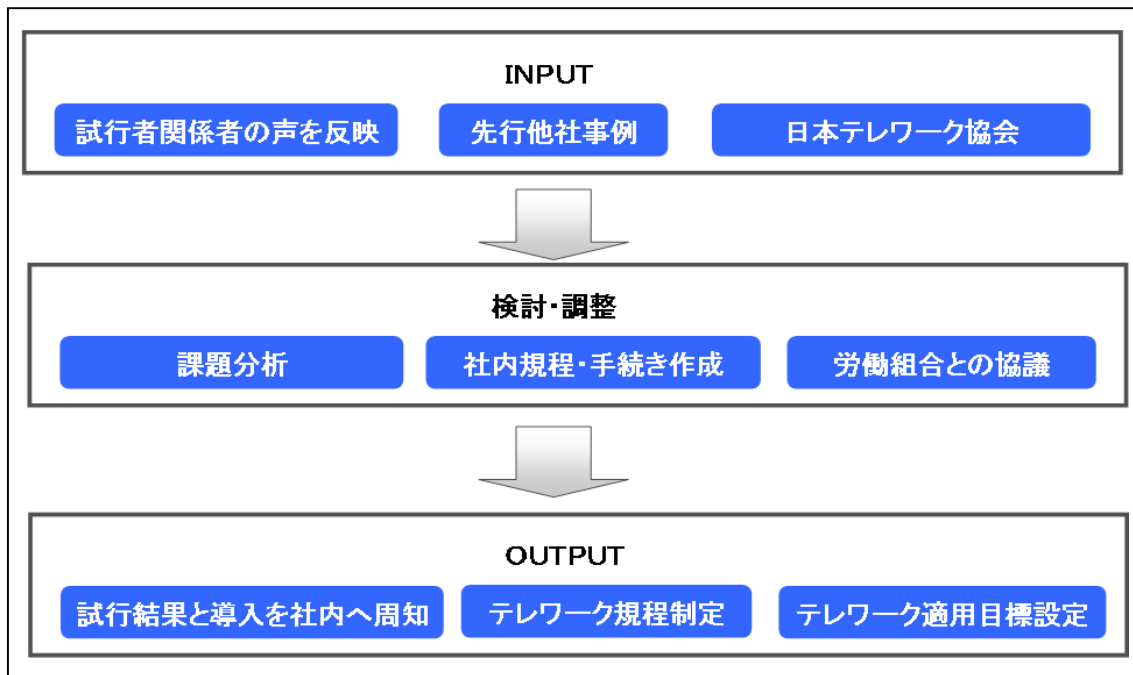 INPUT
試行者関係者の声を反映
先行他社事例
日本テレワーク協会
検討・調整
課題分析
社内規程・手続き作成
労働組合との協議
OUTPUT
試行結果と導入を社内へ周知
テレワーク規程制定
テレワーク適用目標設定